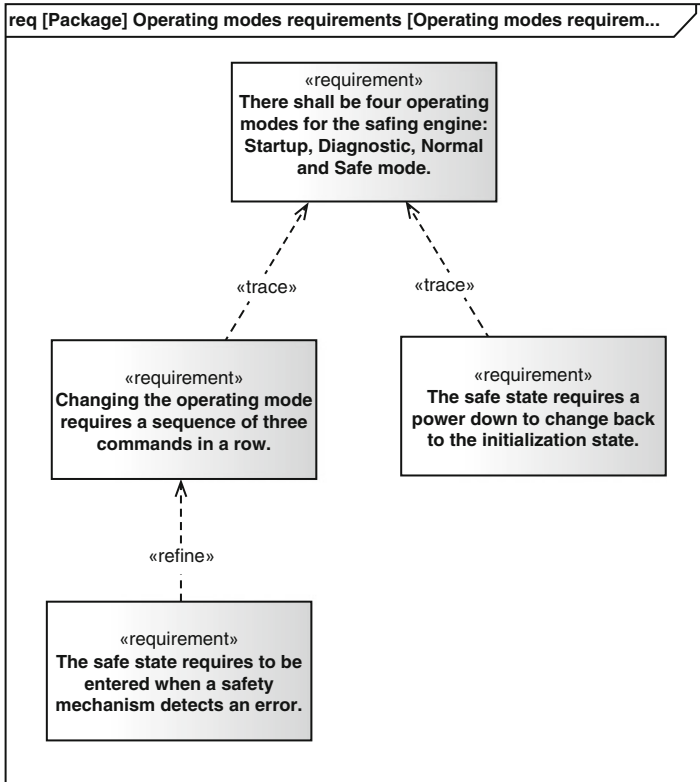 req [Package] Operating modes requirements [Operating modes requirem...
«requirement»
There shall be four operating
modes for the safing engine:
Startup, Diagnostic, Normal
and Safe mode.
«trace»
«trace»
«requirement»
Changing the operating mode
requires a sequence of three
commands in a row.
«requirement»
The safe state requires a
power down to change back
to the initialization state.
«refine»
«requirement»
The safe state requires to be
entered when a safety
mechanism detects an error.